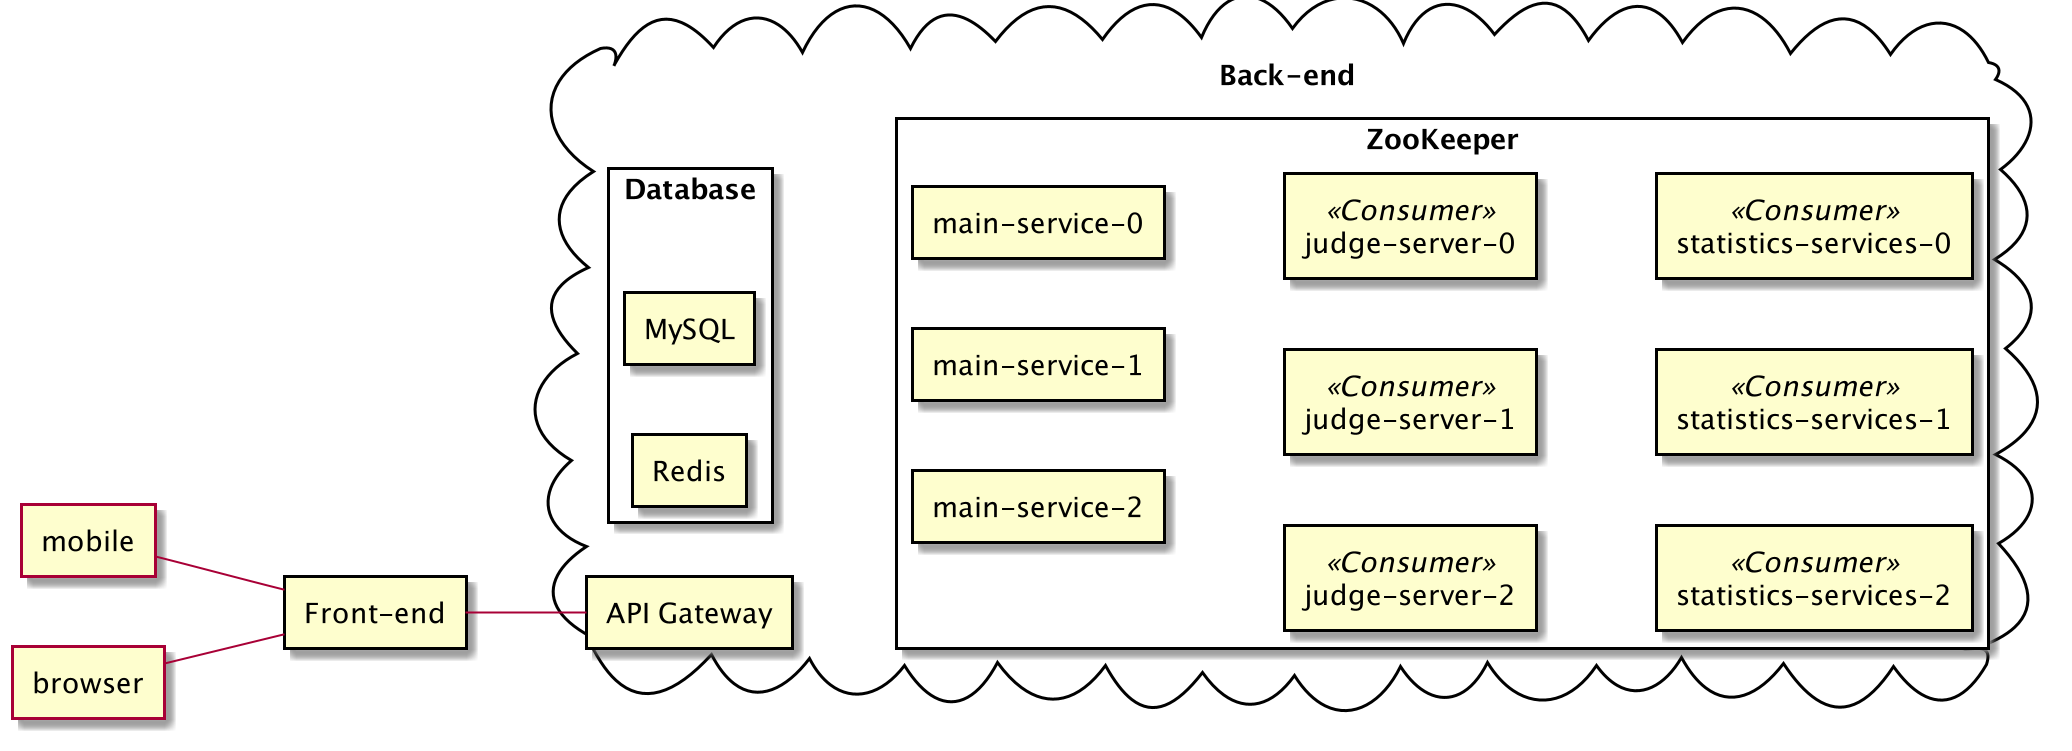 Back-end
ZooKeeper
Database
main-service-0
«Consumer»
judge-server-0
«Consumer»
statistics-services-0
MySQL
main-service-1
«Consumer»
judge-server-1
«Consumer»
statistics-services-1
Redis
main-service-2
mobile
«Consumer»
judge-server-2
«Consumer»
statistics-services-2
Front-end
API Gateway
browser